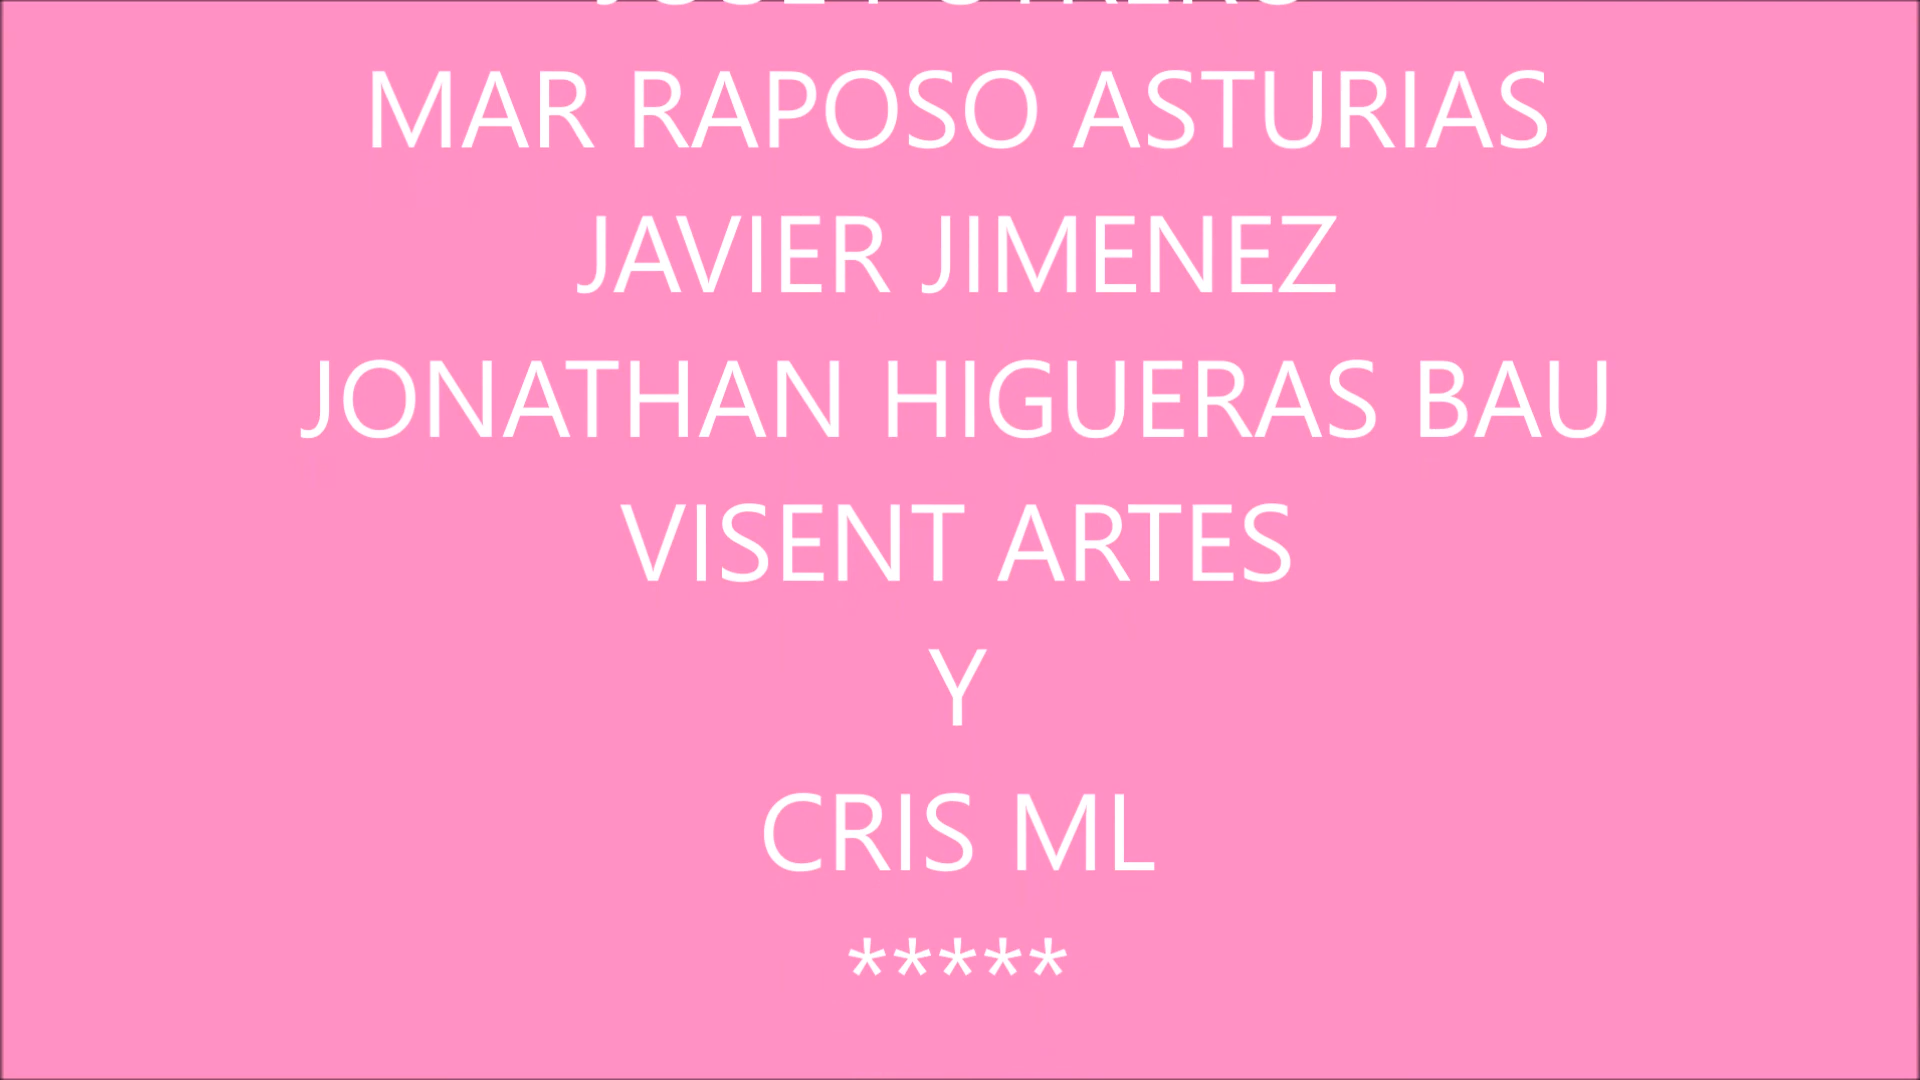 MAR RAPOSO ASTURIAS
JAVIER JIMENEZ
JONATHAN HIGUERAS BAU
VISENT ARTES
Y
CRIS ML
*****